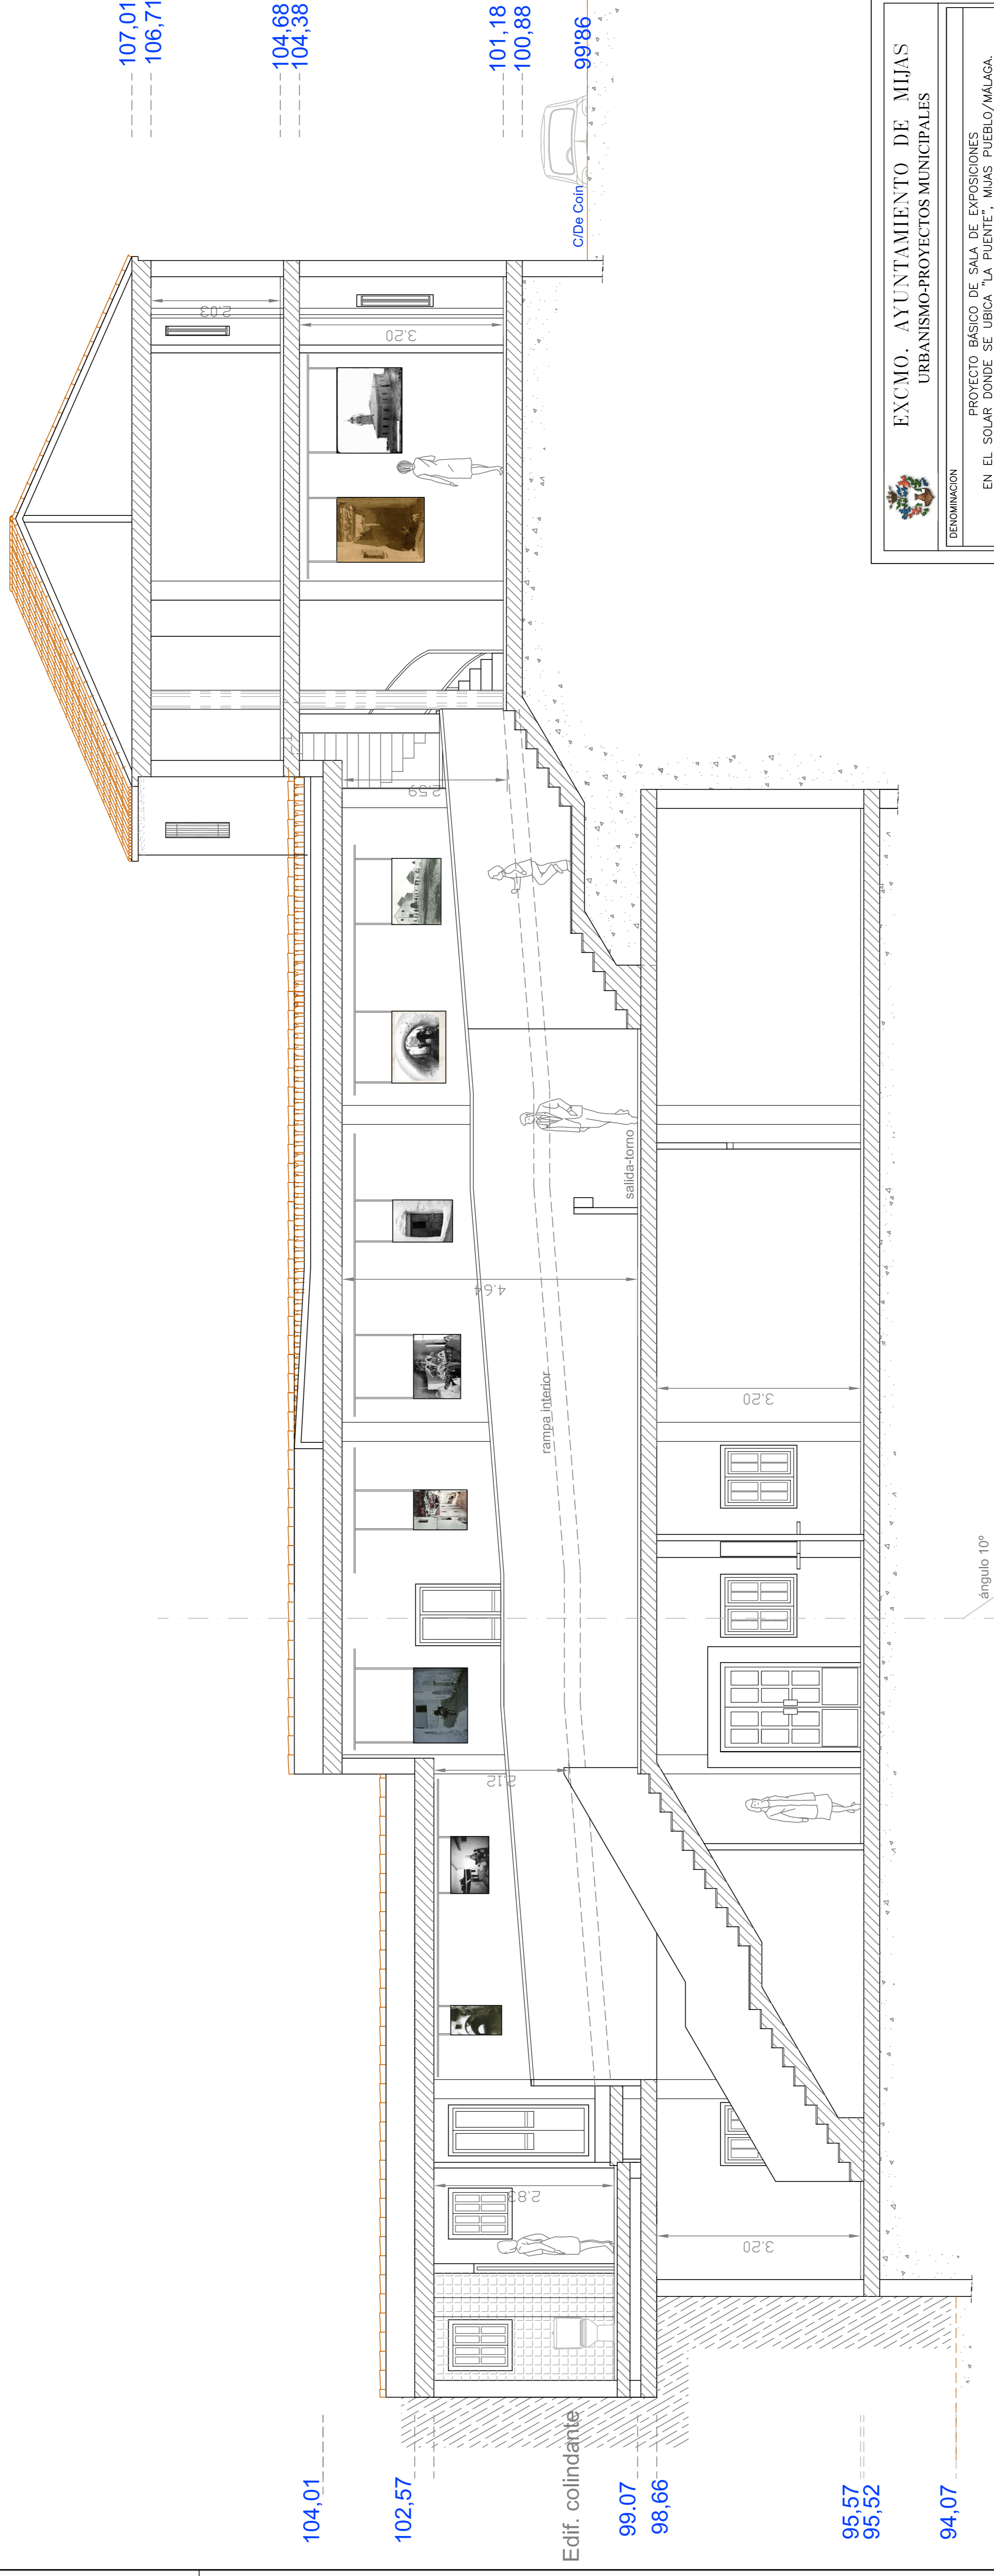 107,01
106,71
104,68
104,38
101,18
100,88
99'86
C/De Coin
2.03
3.20
2.59
4.64
salida-torno
rampa interior
3.20
2.12
2.83
3.20
ángulo 10º
Edif. colindante
104,01
102,57
99.07
98,66
95,57
95,52
94,07
EXCMO. AYUNTAMIENTO DE MIJAS
URBANISMO-PROYECTOS MUNICIPALES
DENOMINACION
PROYECTO BÁSICO DE SALA DE EXPOSICIONES
EN EL SOLAR DONDE SE UBICA "LA PUENTE", MIJAS PUEBLO/MÁLAGA.